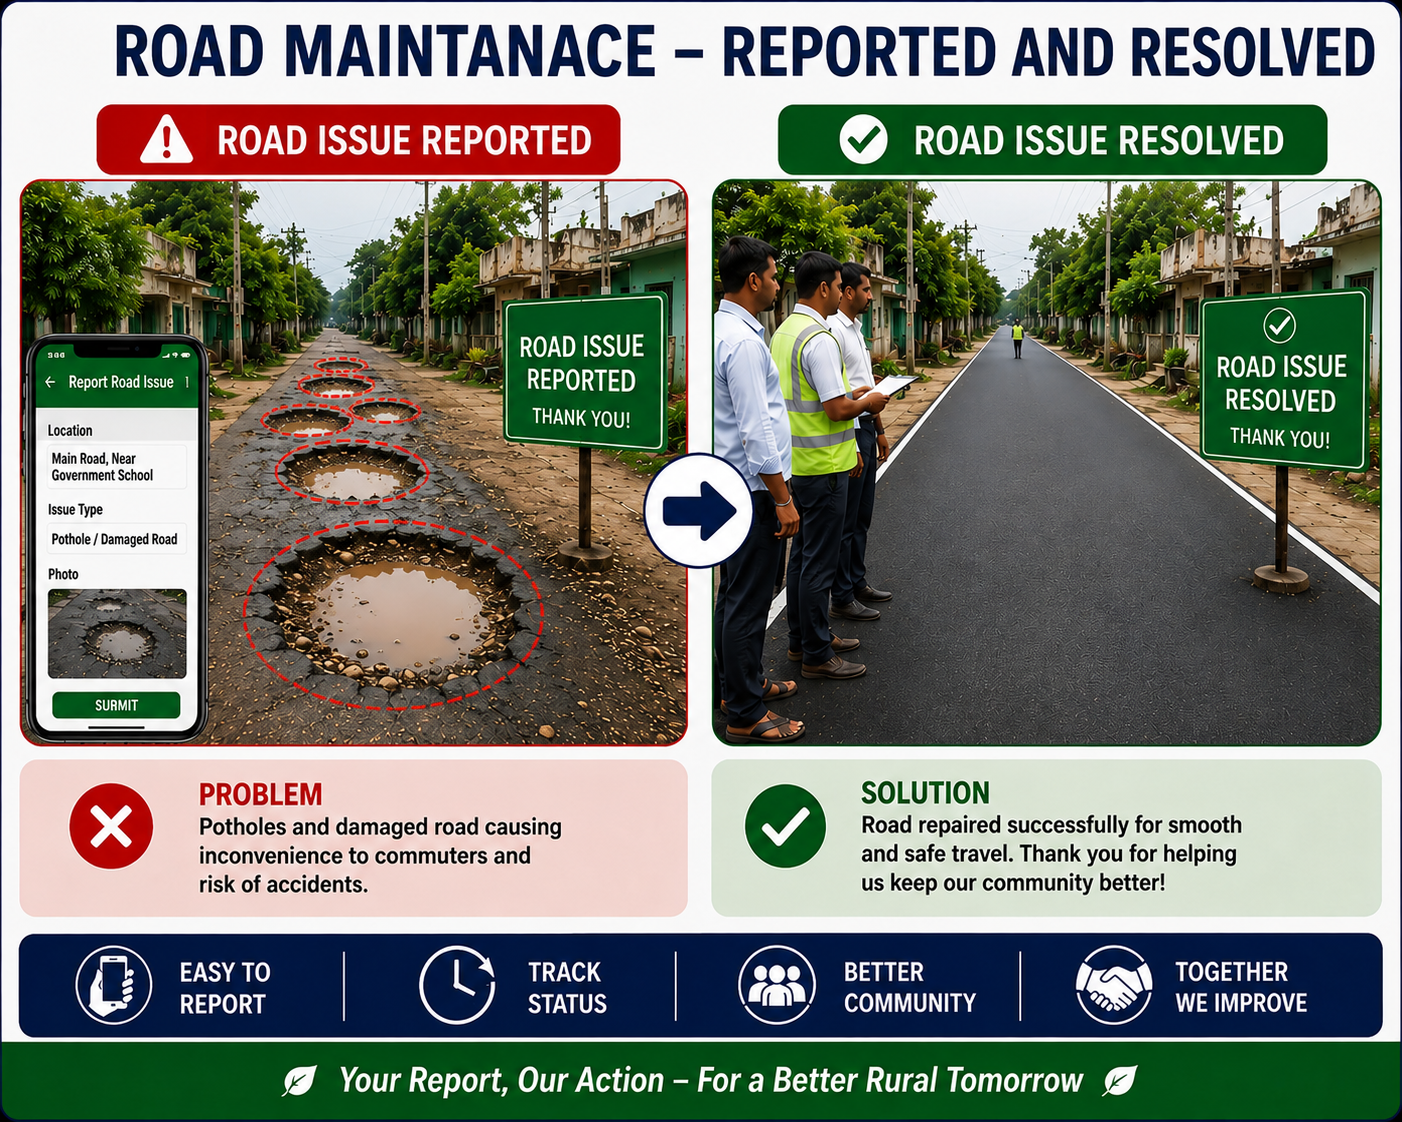 ROAD MAINTANACE – REPORTED AND RESOLVED
ROAD ISSUE REPORTED
ROAD ISSUE RESOLVED
Report Road Issue
Location
Main Road, Near
Government School
Issue Type
Pothole / Damaged Road
Photo
SURMIT
ROAD ISSUE
REPORTED
THANK YOU!
ROAD ISSUE
RESOLVED
THANK YOU!
PROBLEM
Potholes and damaged road causing
inconvenience to commuters and
risk of accidents.
SOLUTION
Road repaired successfully for smooth
and safe travel. Thank you for helping
us keep our community better!
EASY TO
REPORT
TRACK
STATUS
BETTER
COMMUNITY
TOGETHER
WE IMPROVE
Your Report, Our Action – For a Better Rural Tomorrow